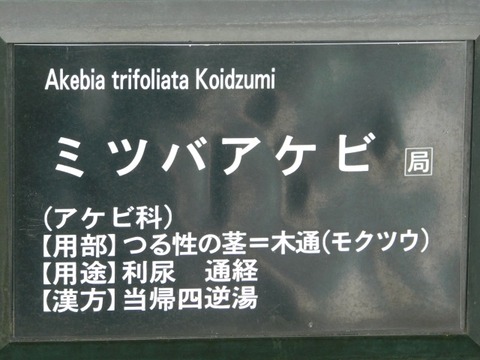 Akebia trifoliata Koidzumi
ミツバアケビ 局
(アケビ科)
【用部】つる性の茎=木通(モクツウ)
【用途】利尿　通経
【漢方】当帰四逆湯